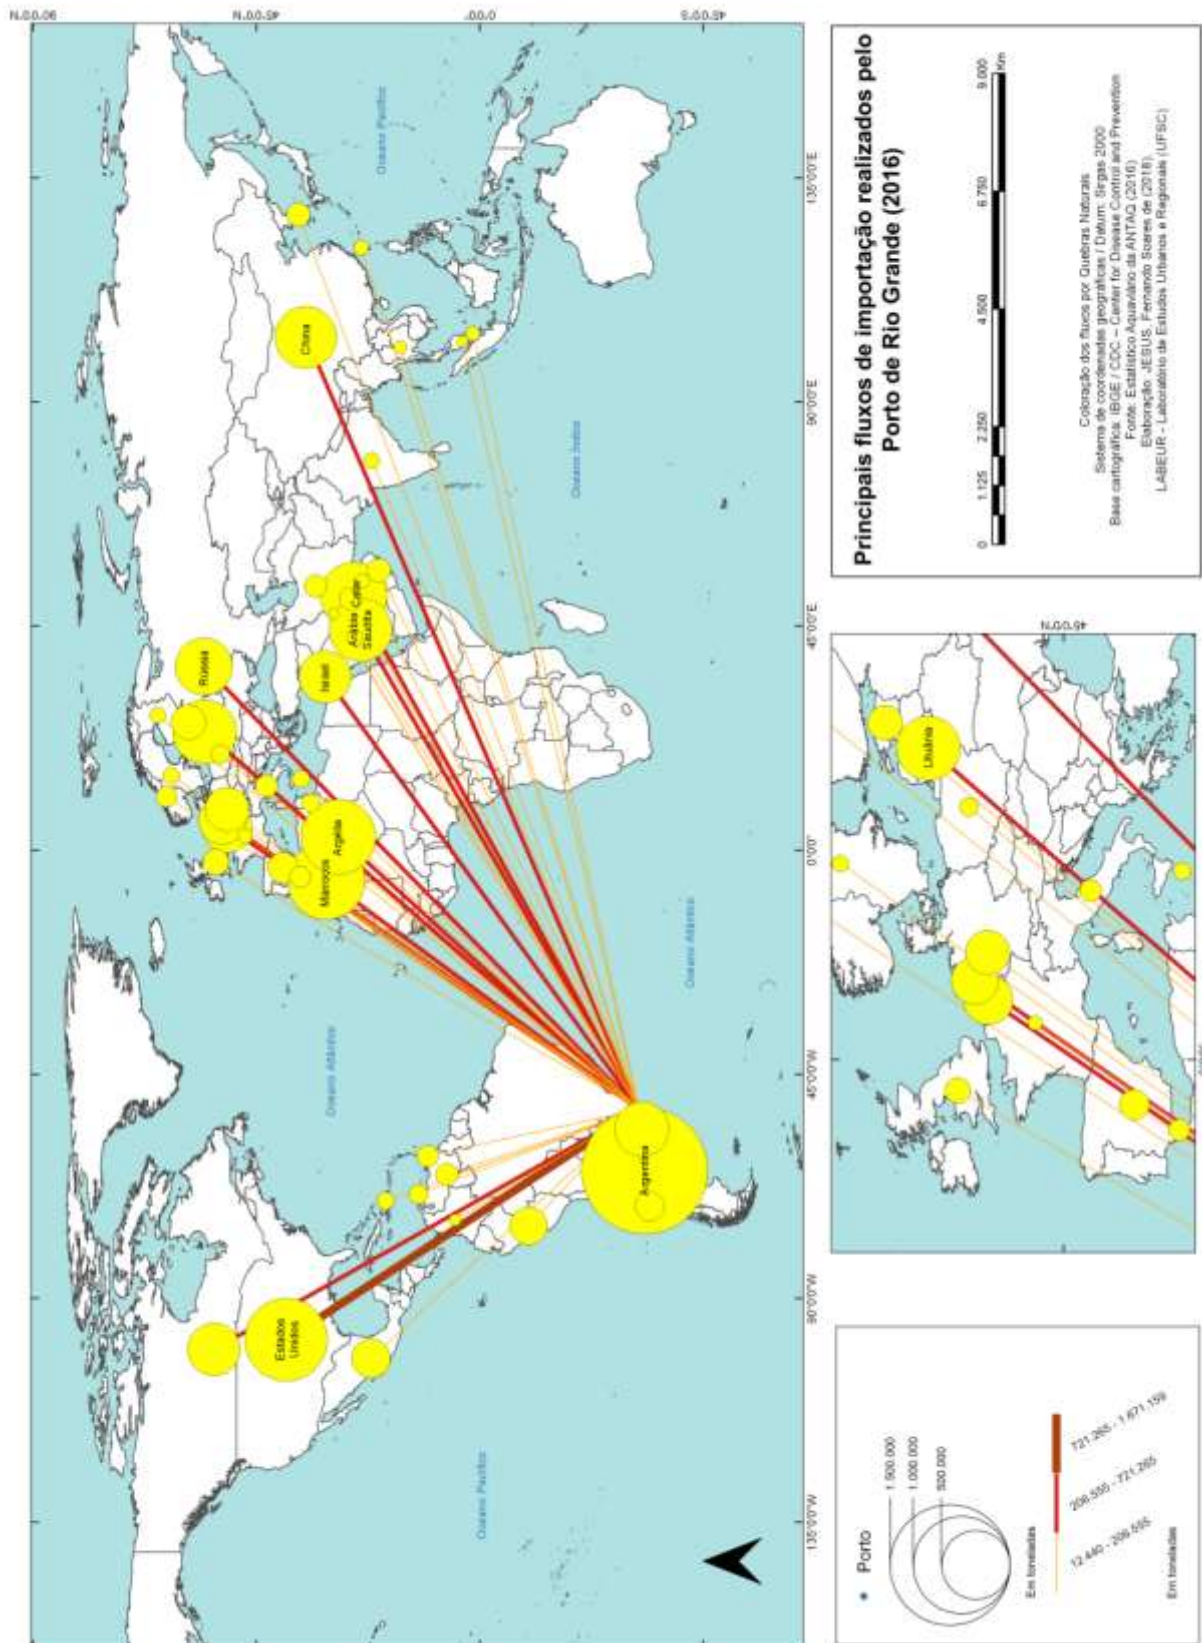 Principais fluxos de importação realizados pelo
Porto de Rio Grande (2016)
0 1.125 2.250 4.500 6.750 9.000
Km
Coloração dos fluxos por Quebras Naturais
Sistema de coordenadas geográficas / Datum: Sirgas 2000
Base cartográfica: IBGE / CDC – Center for Disease Control and Prevention
Fonte: Estatístico Aquaviário da ANTAQ (2016)
Elaboração: JESUS, Fernando Soares de (2018).
LABEUR - Laboratório de Estudos Urbanos e Regionais (UFSC)
135°0'0"W
90°0'0"W
45°0'0"W
0°0'0"
45°0'0"E
90°0'0"E
135°0'0"E
90°0'0"N
45°0'0"N
0°0'0"
45°0'0"S
Oceano Pacífico
Oceano Atlântico
Oceano Atlântico
Oceano Índico
Oceano Pacífico
Estados
Unidos
Argentina
Marrocos
Argélia
Rússia
Israel
Arábia
Saudita
Catar
China
Lituânia
45°0'0"N
Porto
1.500.000
1.000.000
500.000
Em toneladas
12.440 - 206.555
206.555 - 721.265
721.265 - 1.671.159
Em toneladas